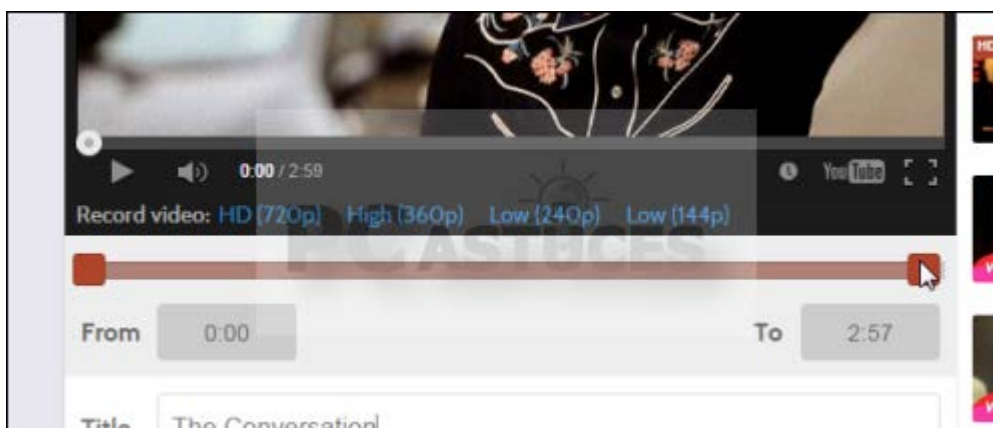 0:00 / 2:59
YouTube
Record video: HD (720p) High (360p) Low (240p) Low (144p)
PC ASTUCES
From 0:00 To 2:57
Title The Conversation
HD